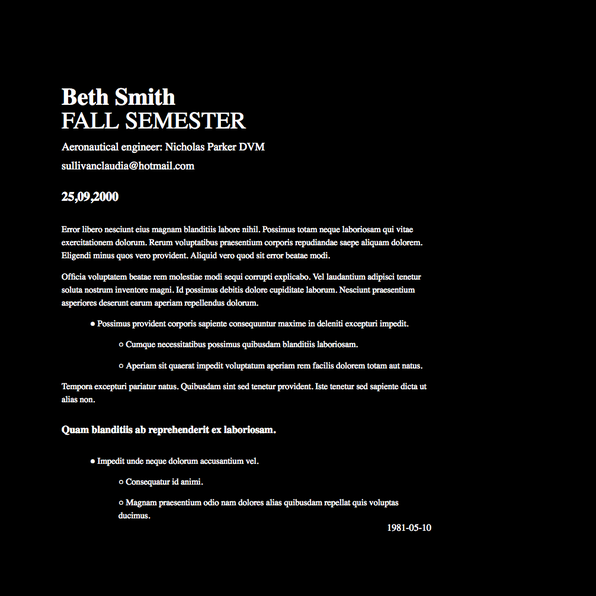 Beth Smith
FALL SEMESTER
Aeronautical engineer: Nicholas Parker DVM
sullivanclaudia@hotmail.com
25,09,2000
Error libero nesciunt eius magnam blanditiis labore nihil. Possimus totam neque laboriosam qui vitae
exercitationem dolorum. Rerum voluptatibus praesentium corporis repudiandae saepe aliquam dolorem.
Eligendi minus quos vero provident. Aliquid vero quod sit error beatae modi.
Officia voluptatem beatae rem molestiae modi sequi corrupti explicabo. Vel laudantium adipisci tenetur
soluta nostrum inventore magni. Id possimus debitis dolore cupiditate laborum. Nesciunt praesentium
asperiores deserunt earum aperiam repellendus dolorum.
● Possimus provident corporis sapiente consequuntur maxime in deleniti excepturi impedit.
○ Cumque necessitatibus possimus quibusdam blanditiis laboriosam.
○ Aperiam sit quaerat impedit voluptatum aperiam rem facilis dolorem totam aut natus.
Tempora excepturi pariatur natus. Quibusdam sint sed tenetur provident. Iste tenetur sed sapiente dicta ut
alias non.
Quam blanditiis ab reprehenderit ex laboriosam.
● Impedit unde neque dolorum accusantium vel.
○ Consequatur id animi.
○ Magnam praesentium odio nam dolores alias quibusdam repellat quis voluptas
ducimus.
1981-05-10